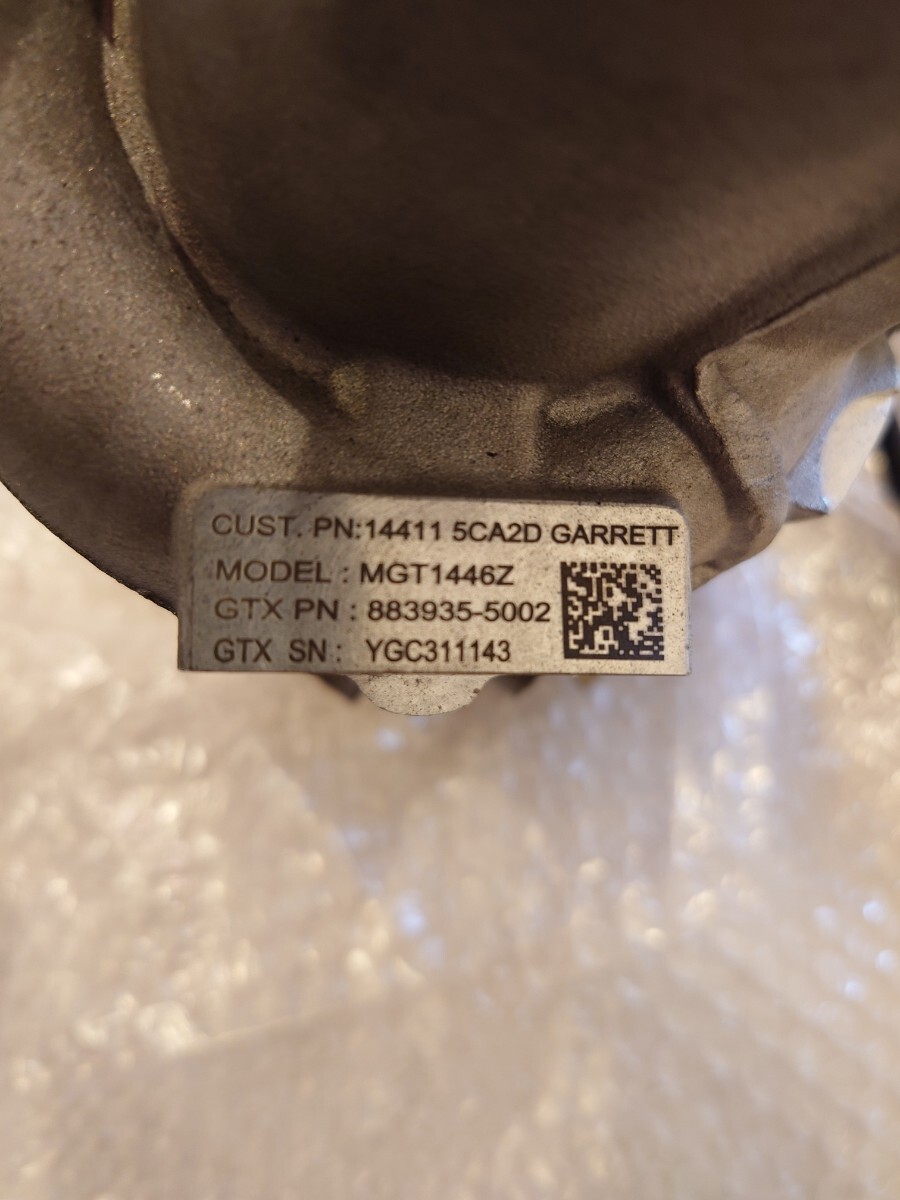 CUST. PN:14411 5CA2D GARRETT
MODEL : MGT1446Z
GTX PN : 883935-5002
GTX SN : YGC311143